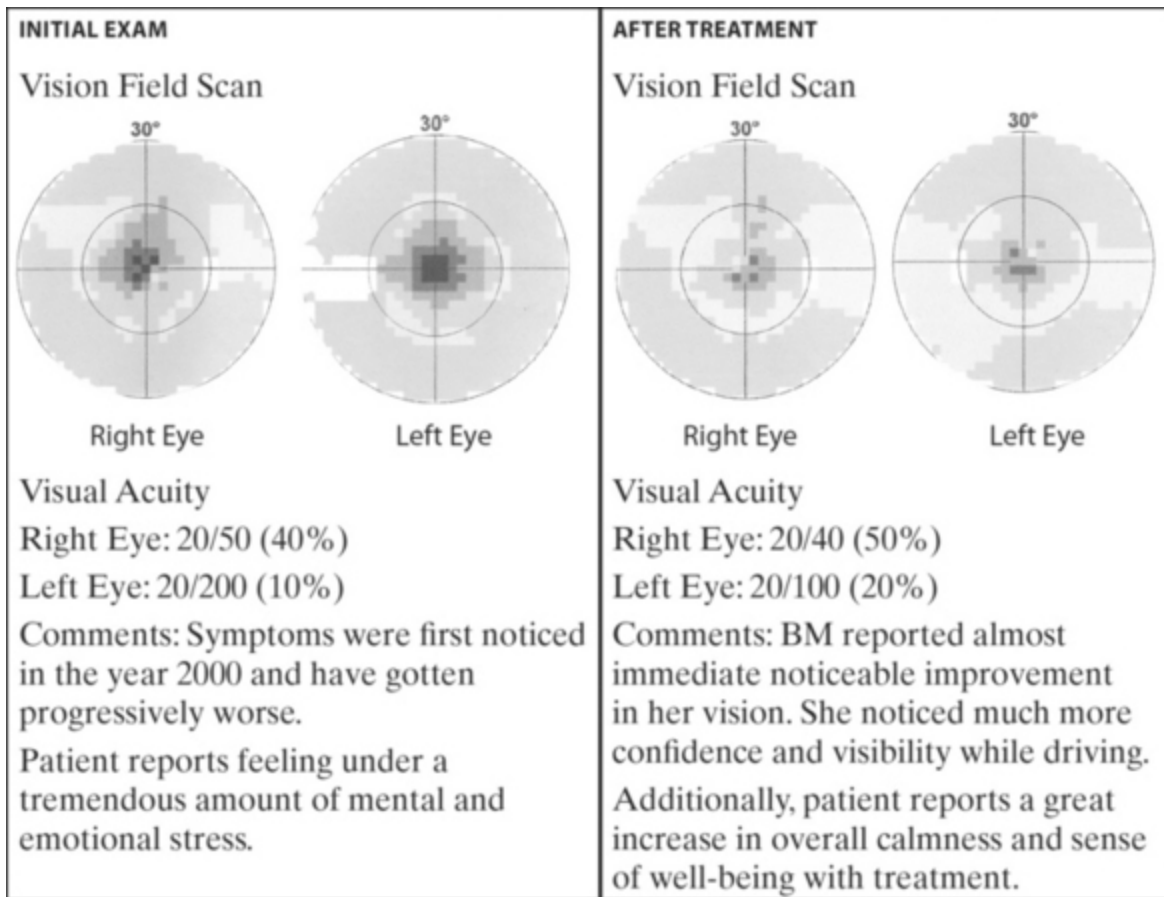 INITIAL EXAM
Vision Field Scan
30°
30°
Right Eye
Left Eye
Visual Acuity
Right Eye: 20/50 (40%)
Left Eye: 20/200 (10%)
Comments: Symptoms were first noticed
in the year 2000 and have gotten
progressively worse.
Patient reports feeling under a
tremendous amount of mental and
emotional stress.
AFTER TREATMENT
Vision Field Scan
30°
30°
Right Eye
Left Eye
Visual Acuity
Right Eye: 20/40 (50%)
Left Eye: 20/100 (20%)
Comments: BM reported almost
immediate noticeable improvement
in her vision. She noticed much more
confidence and visibility while driving.
Additionally, patient reports a great
increase in overall calmness and sense
of well-being with treatment.